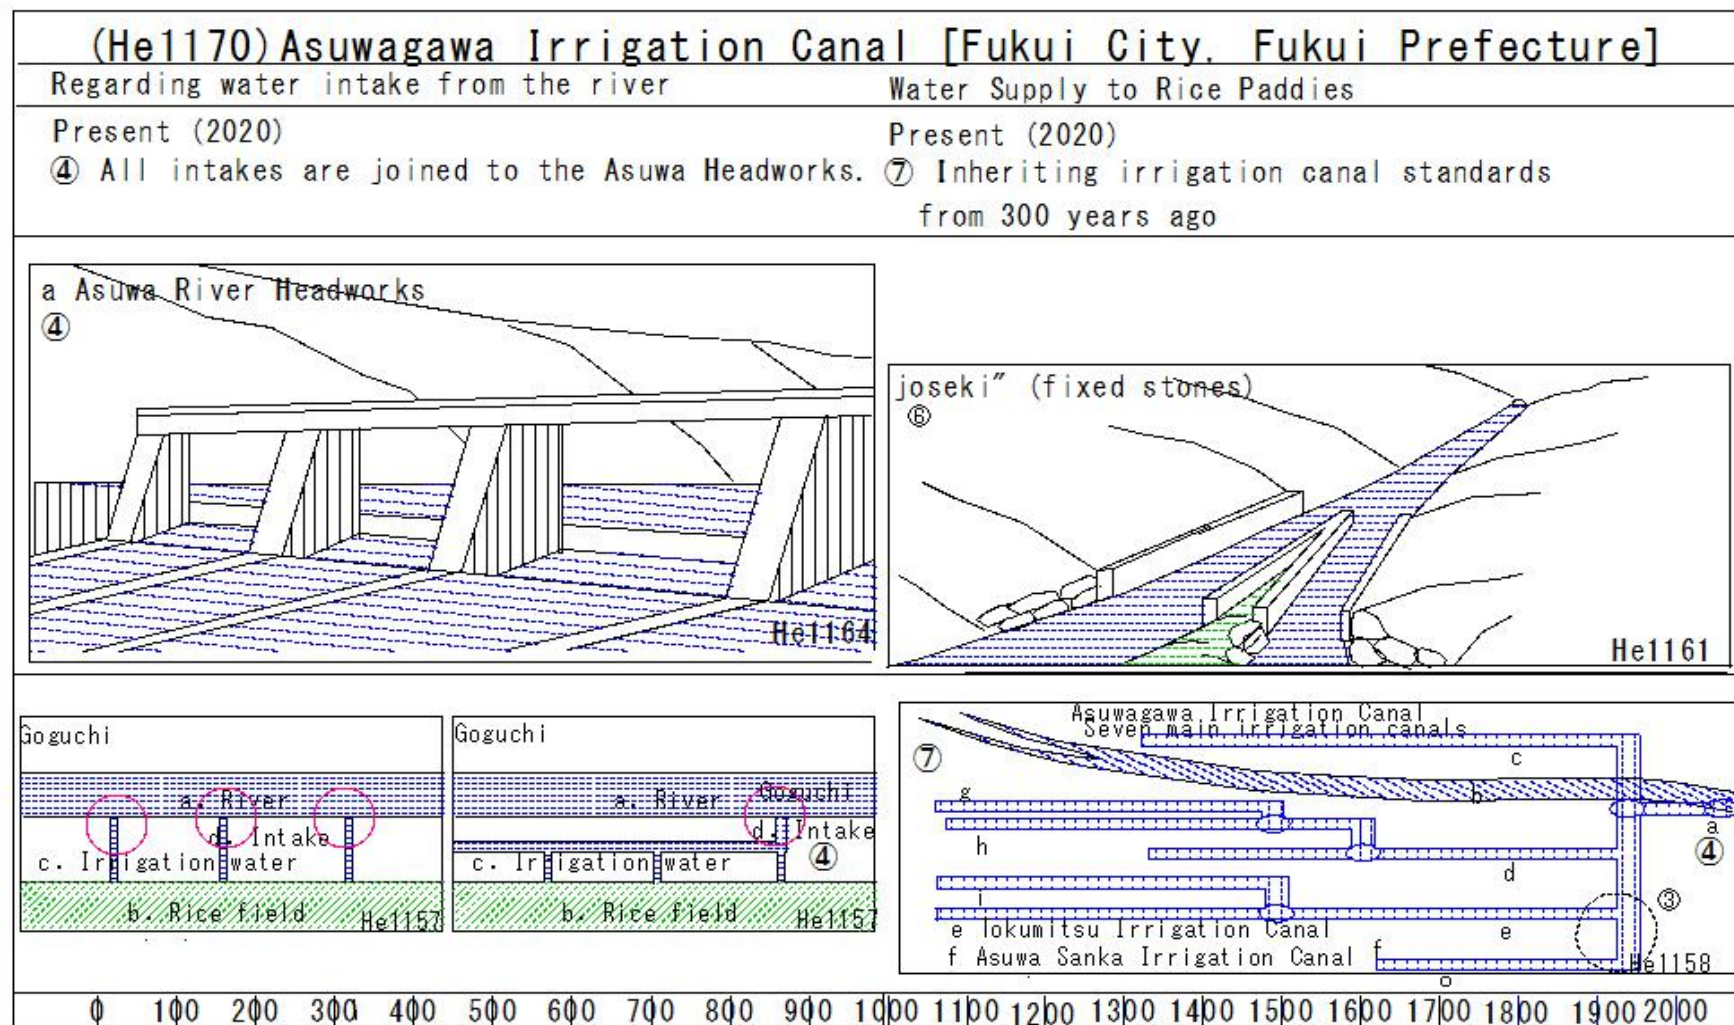 (He1170)Asuwagawa Irrigation Canal [Fukui City, Fukui Prefecture]
Regarding water intake from the river
Water Supply to Rice Paddies
Present (2020)
④ All intakes are joined to the Asuwa Headworks.
Present (2020)
⑦ Inheriting irrigation canal standards
from 300 years ago
a Asuwa River Headworks
④
He1164
joseki” (fixed stones)
⑥
He1161
Goguchi
a. River
d. Intake
c. Irrigation water
b. Rice field
He1157
Goguchi
a. River
Goguchi
d. Intake
c. Irrigation water
④
b. Rice field
He1157
Asuwagawa Irrigation Canal
Seven main irrigation canals
⑦
c
g
b
a
h
④
d
i
③
e Tokumitsu Irrigation Canal
e
f Asuwa Sanka Irrigation Canal
f
He1158
o
0 100 200 300 400 500 600 700 800 900 1000 1100 1200 1300 1400 1500 1600 1700 1800 1900 2000